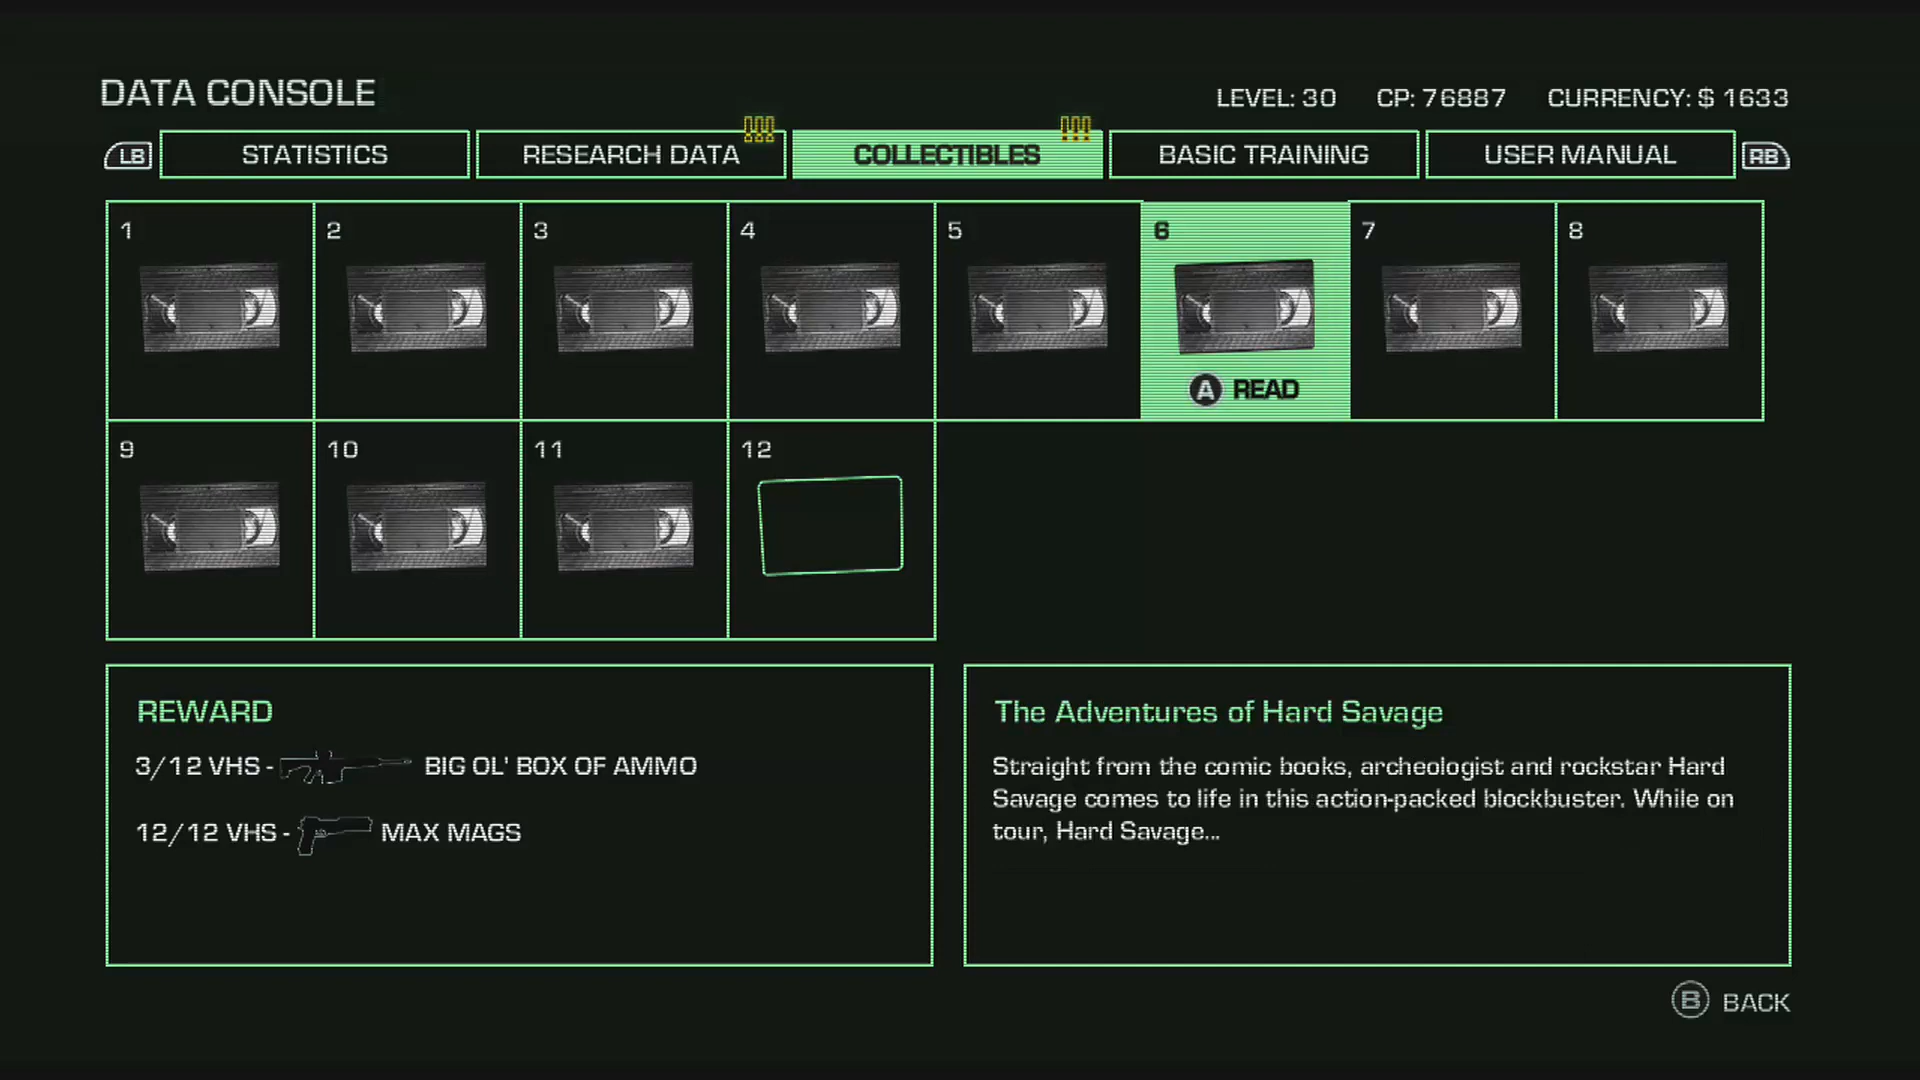 DATA CONSOLE
LEVEL: 30 CP: 76887 CURRENCY: $ 1633
!!! !!!
LB STATISTICS RESEARCH DATA COLLECTIBLES BASIC TRAINING USER MANUAL RB
1 2 3 4 5 6 7 8
A READ
9 10 11 12
REWARD
3/12 VHS - BIG OL' BOX OF AMMO
12/12 VHS - MAX MAGS
The Adventures of Hard Savage
Straight from the comic books, archeologist and rockstar Hard
Savage comes to life in this action-packed blockbuster. While on
tour, Hard Savage...
B BACK